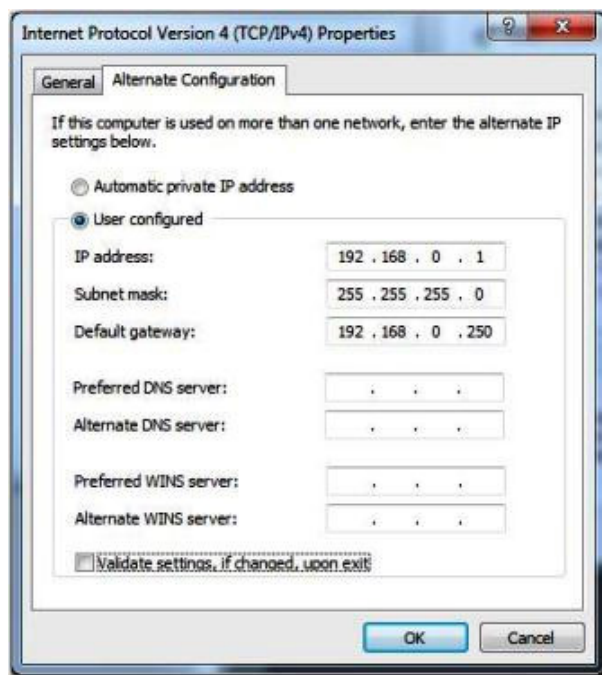 Internet Protocol Version 4 (TCP/IPv4) Properties
General
Alternate Configuration
If this computer is used on more than one network, enter the alternate IP
settings below.
Automatic private IP address
User configured
IP address: 192 . 168 . 0 . 1
Subnet mask: 255 . 255 . 255 . 0
Default gateway: 192 . 168 . 0 . 250
Preferred DNS server: . . .
Alternate DNS server: . . .
Preferred WINS server: . . .
Alternate WINS server: . . .
Validate settings, if changed, upon exit
OK Cancel